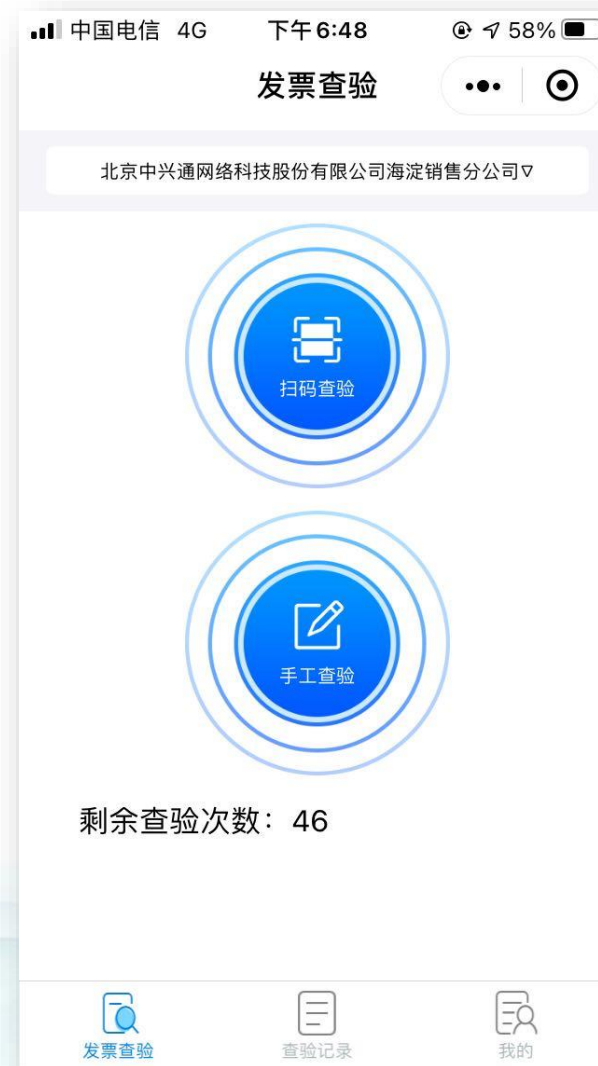 中国电信 4G 下午6:48 58%
发票查验
北京中兴通网络科技股份有限公司海淀销售分公司▽
扫码查验
手工查验
剩余查验次数：46
发票查验 查验记录 我的